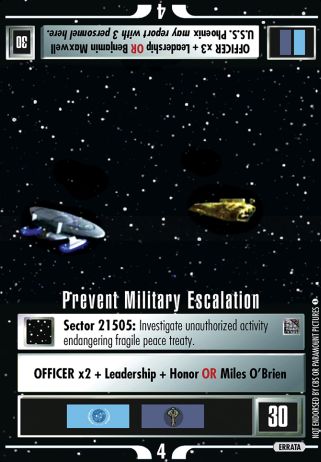 4
30
OFFICER x3 + Leadership OR Benjamin Maxwell
U.S.S. Phoenix may report with 3 personnel here.
Prevent Military Escalation
Sector 21505: Investigate unauthorized activity
endangering fragile peace treaty.
OFFICER x2 + Leadership + Honor OR Miles O'Brien
30
4
ERRATA
NOT ENDORSED BY CBS OR PARAMOUNT PICTURES